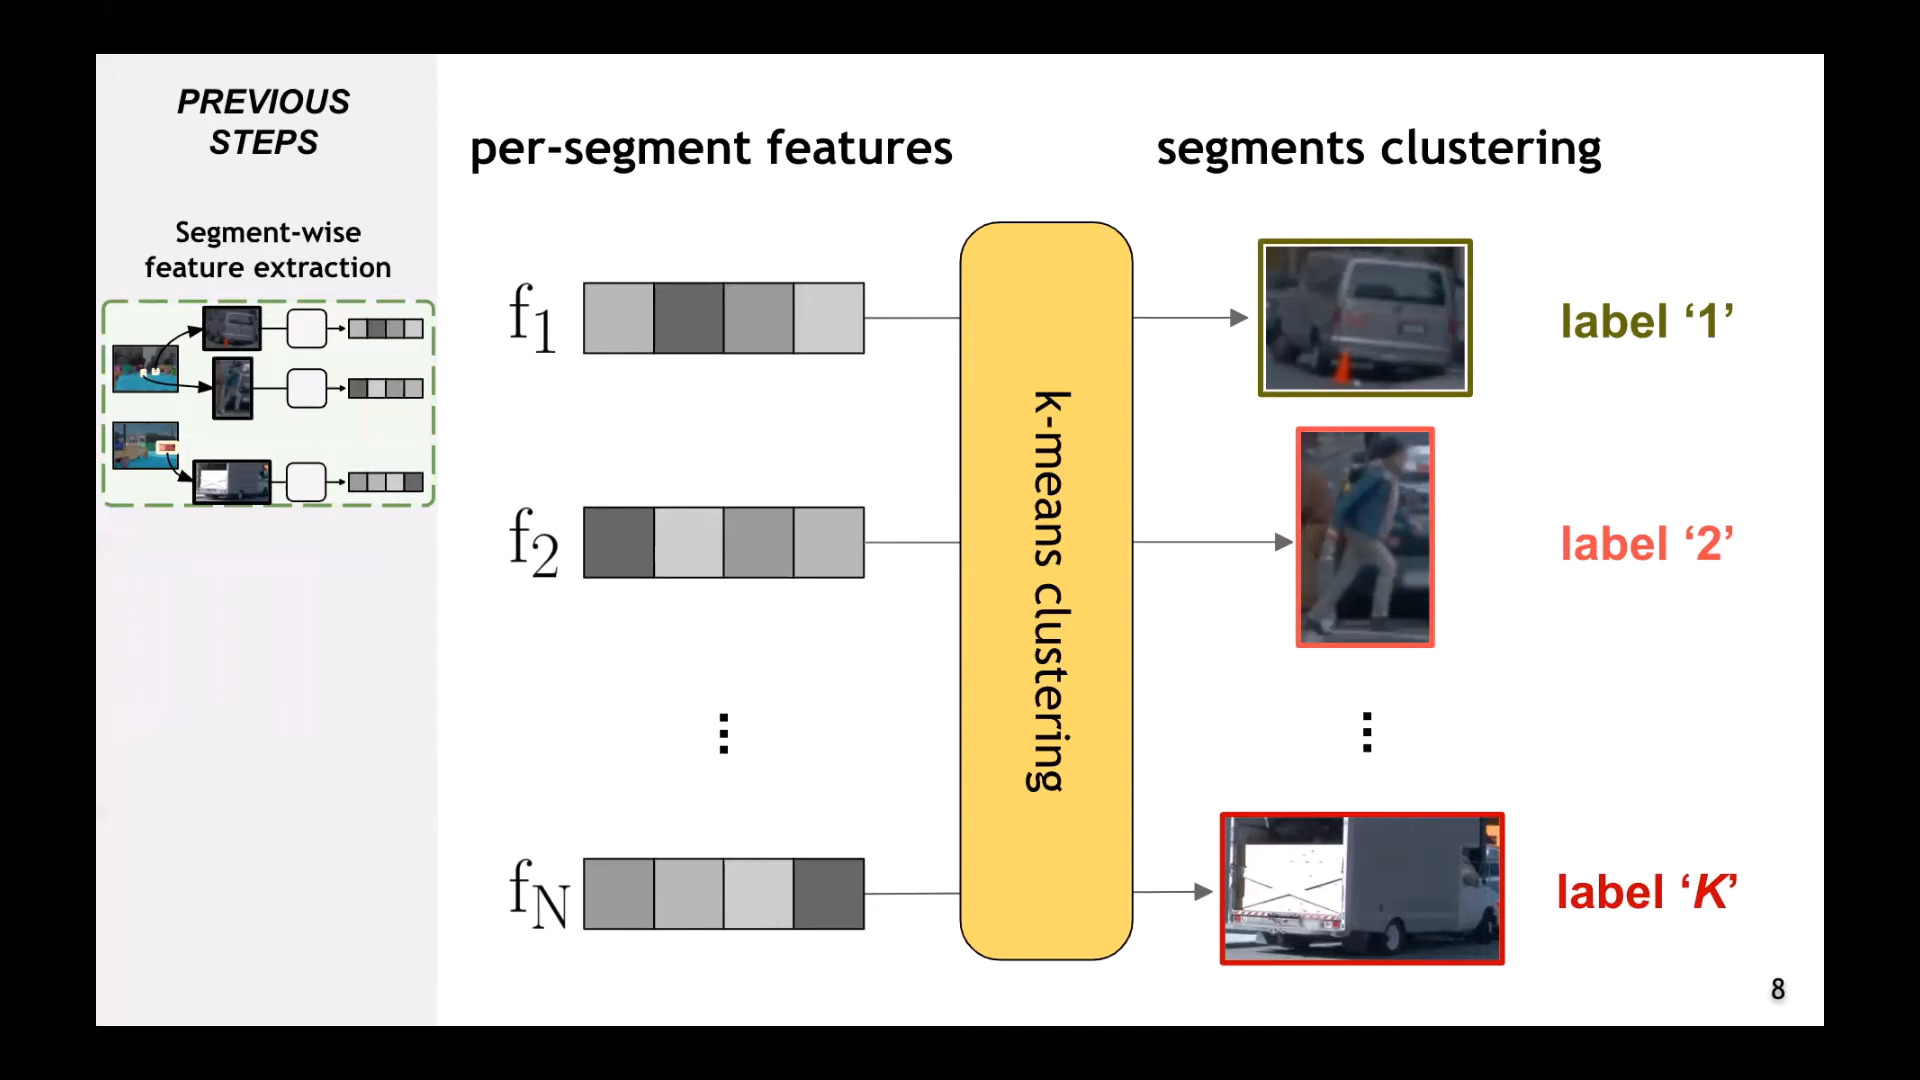 PREVIOUS
STEPS
Segment-wise
feature extraction
per-segment features
segments clustering
f1
f2
⋮
fN
k-means clustering
label ‘1’
label ‘2’
⋮
label ‘K’
8